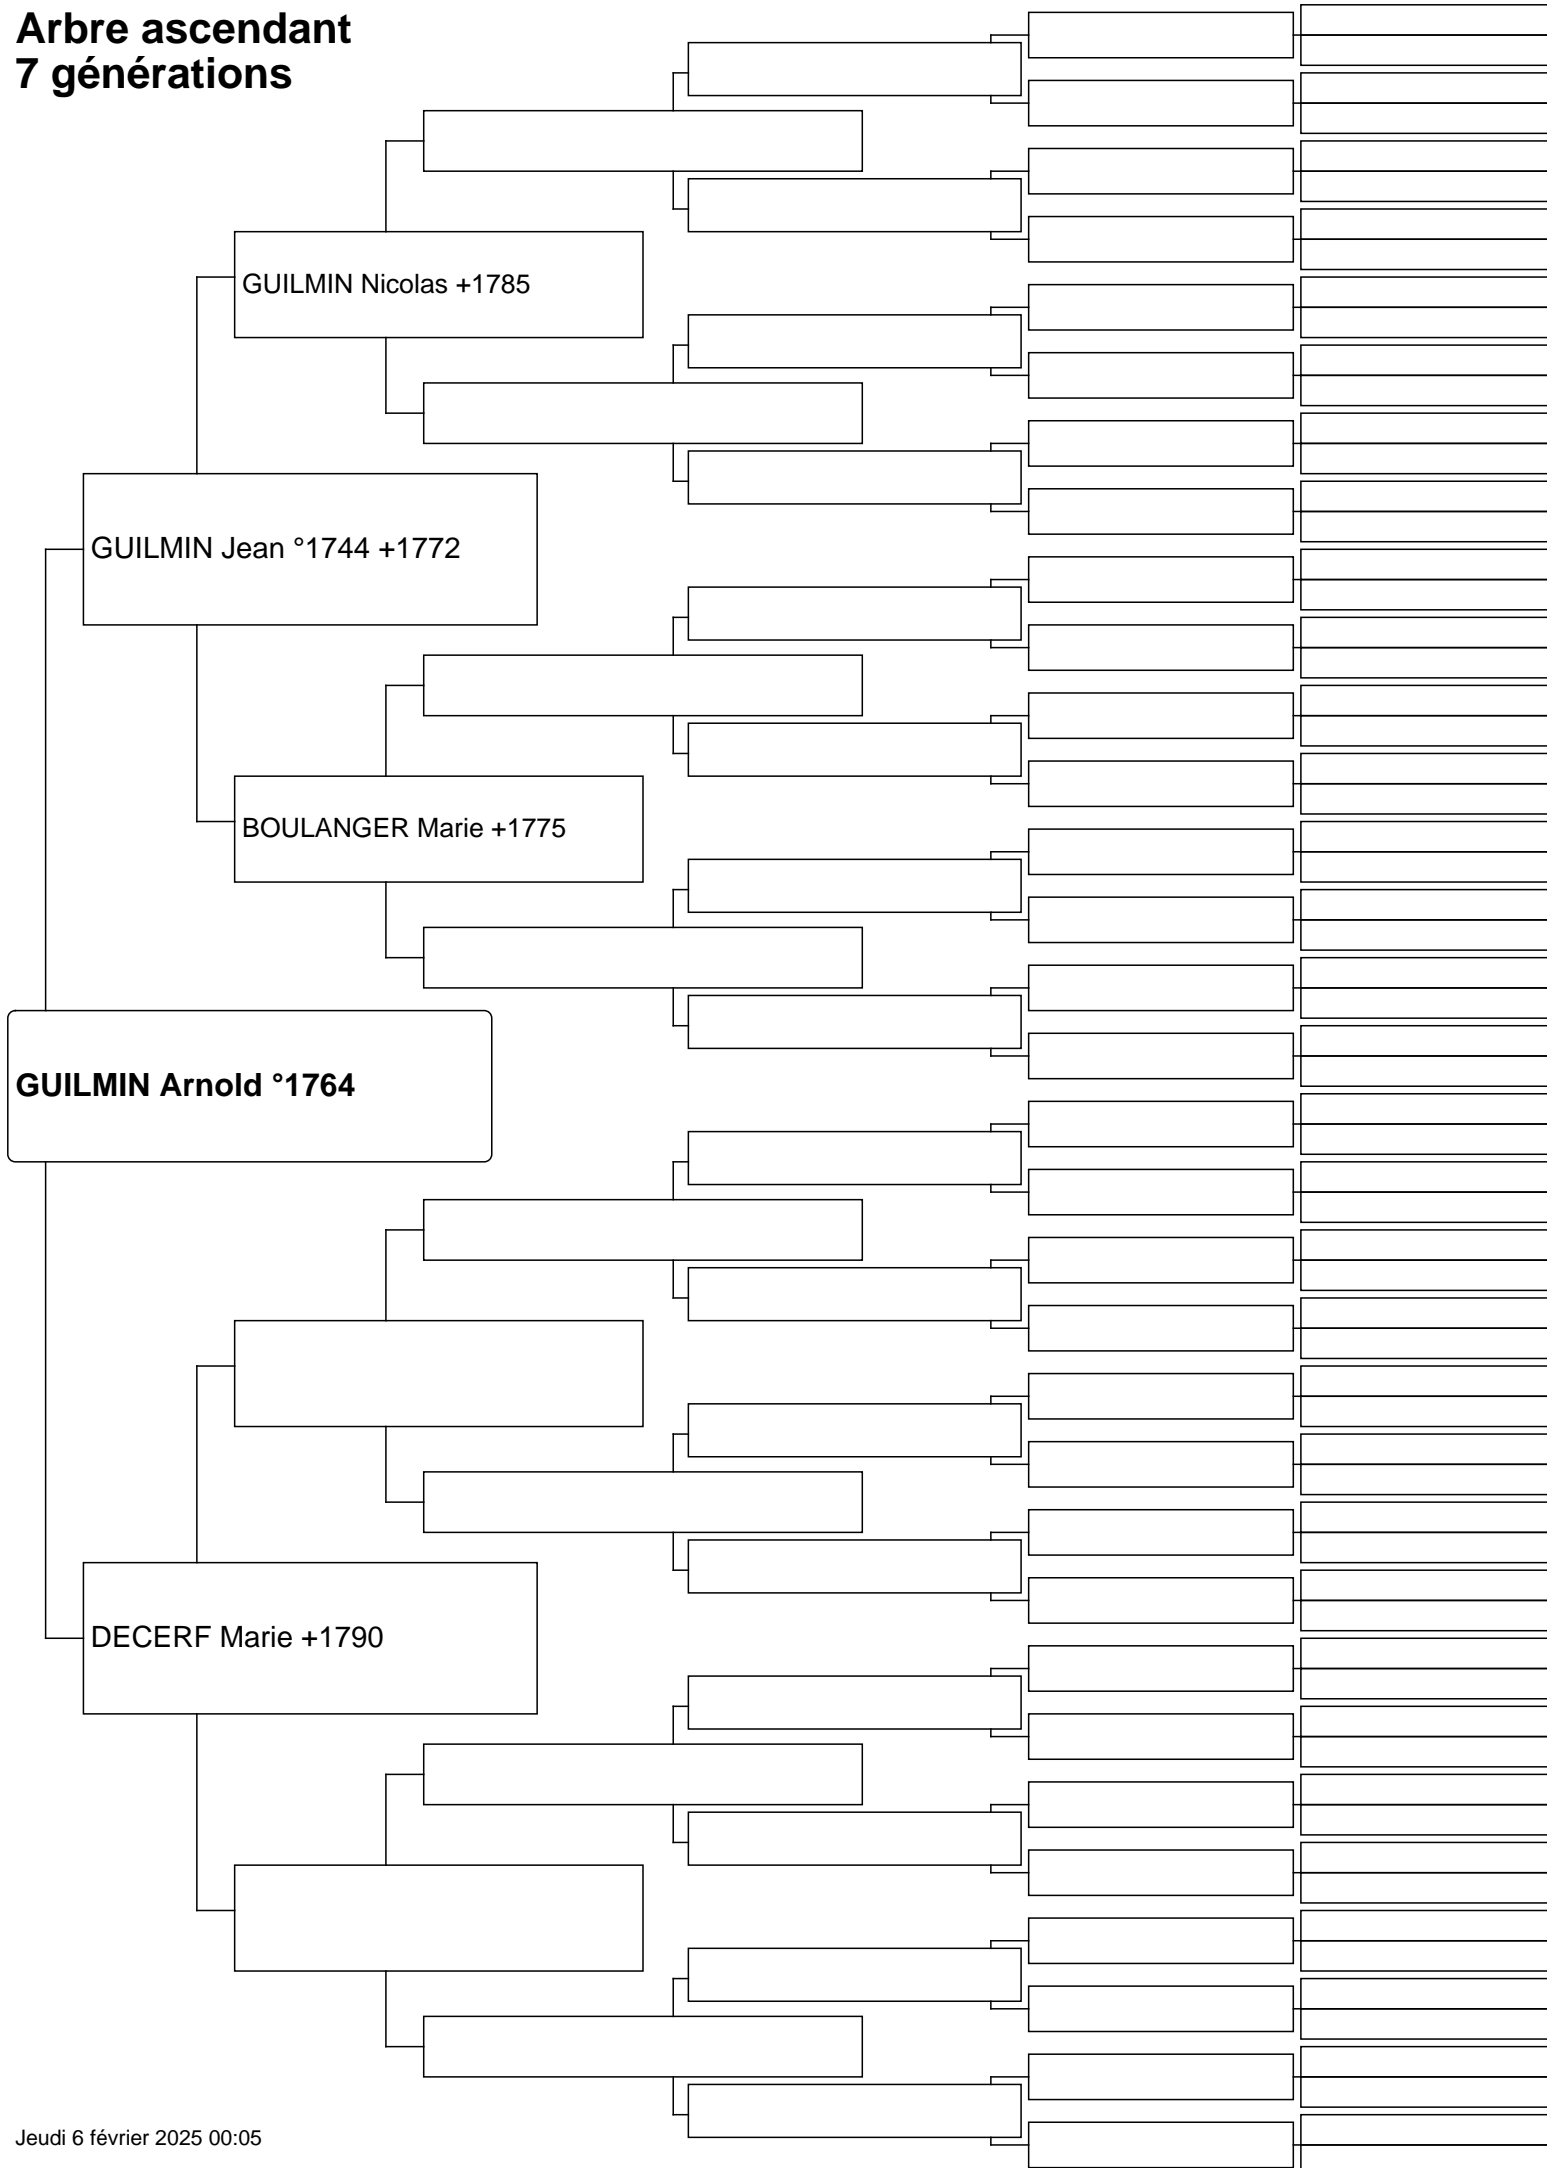 Arbre ascendant
7 générations
GUILMIN Nicolas +1785
GUILMIN Jean °1744 +1772
BOULANGER Marie +1775
GUILMIN Arnold °1764
DECERF Marie +1790
Jeudi 6 février 2025 00:05